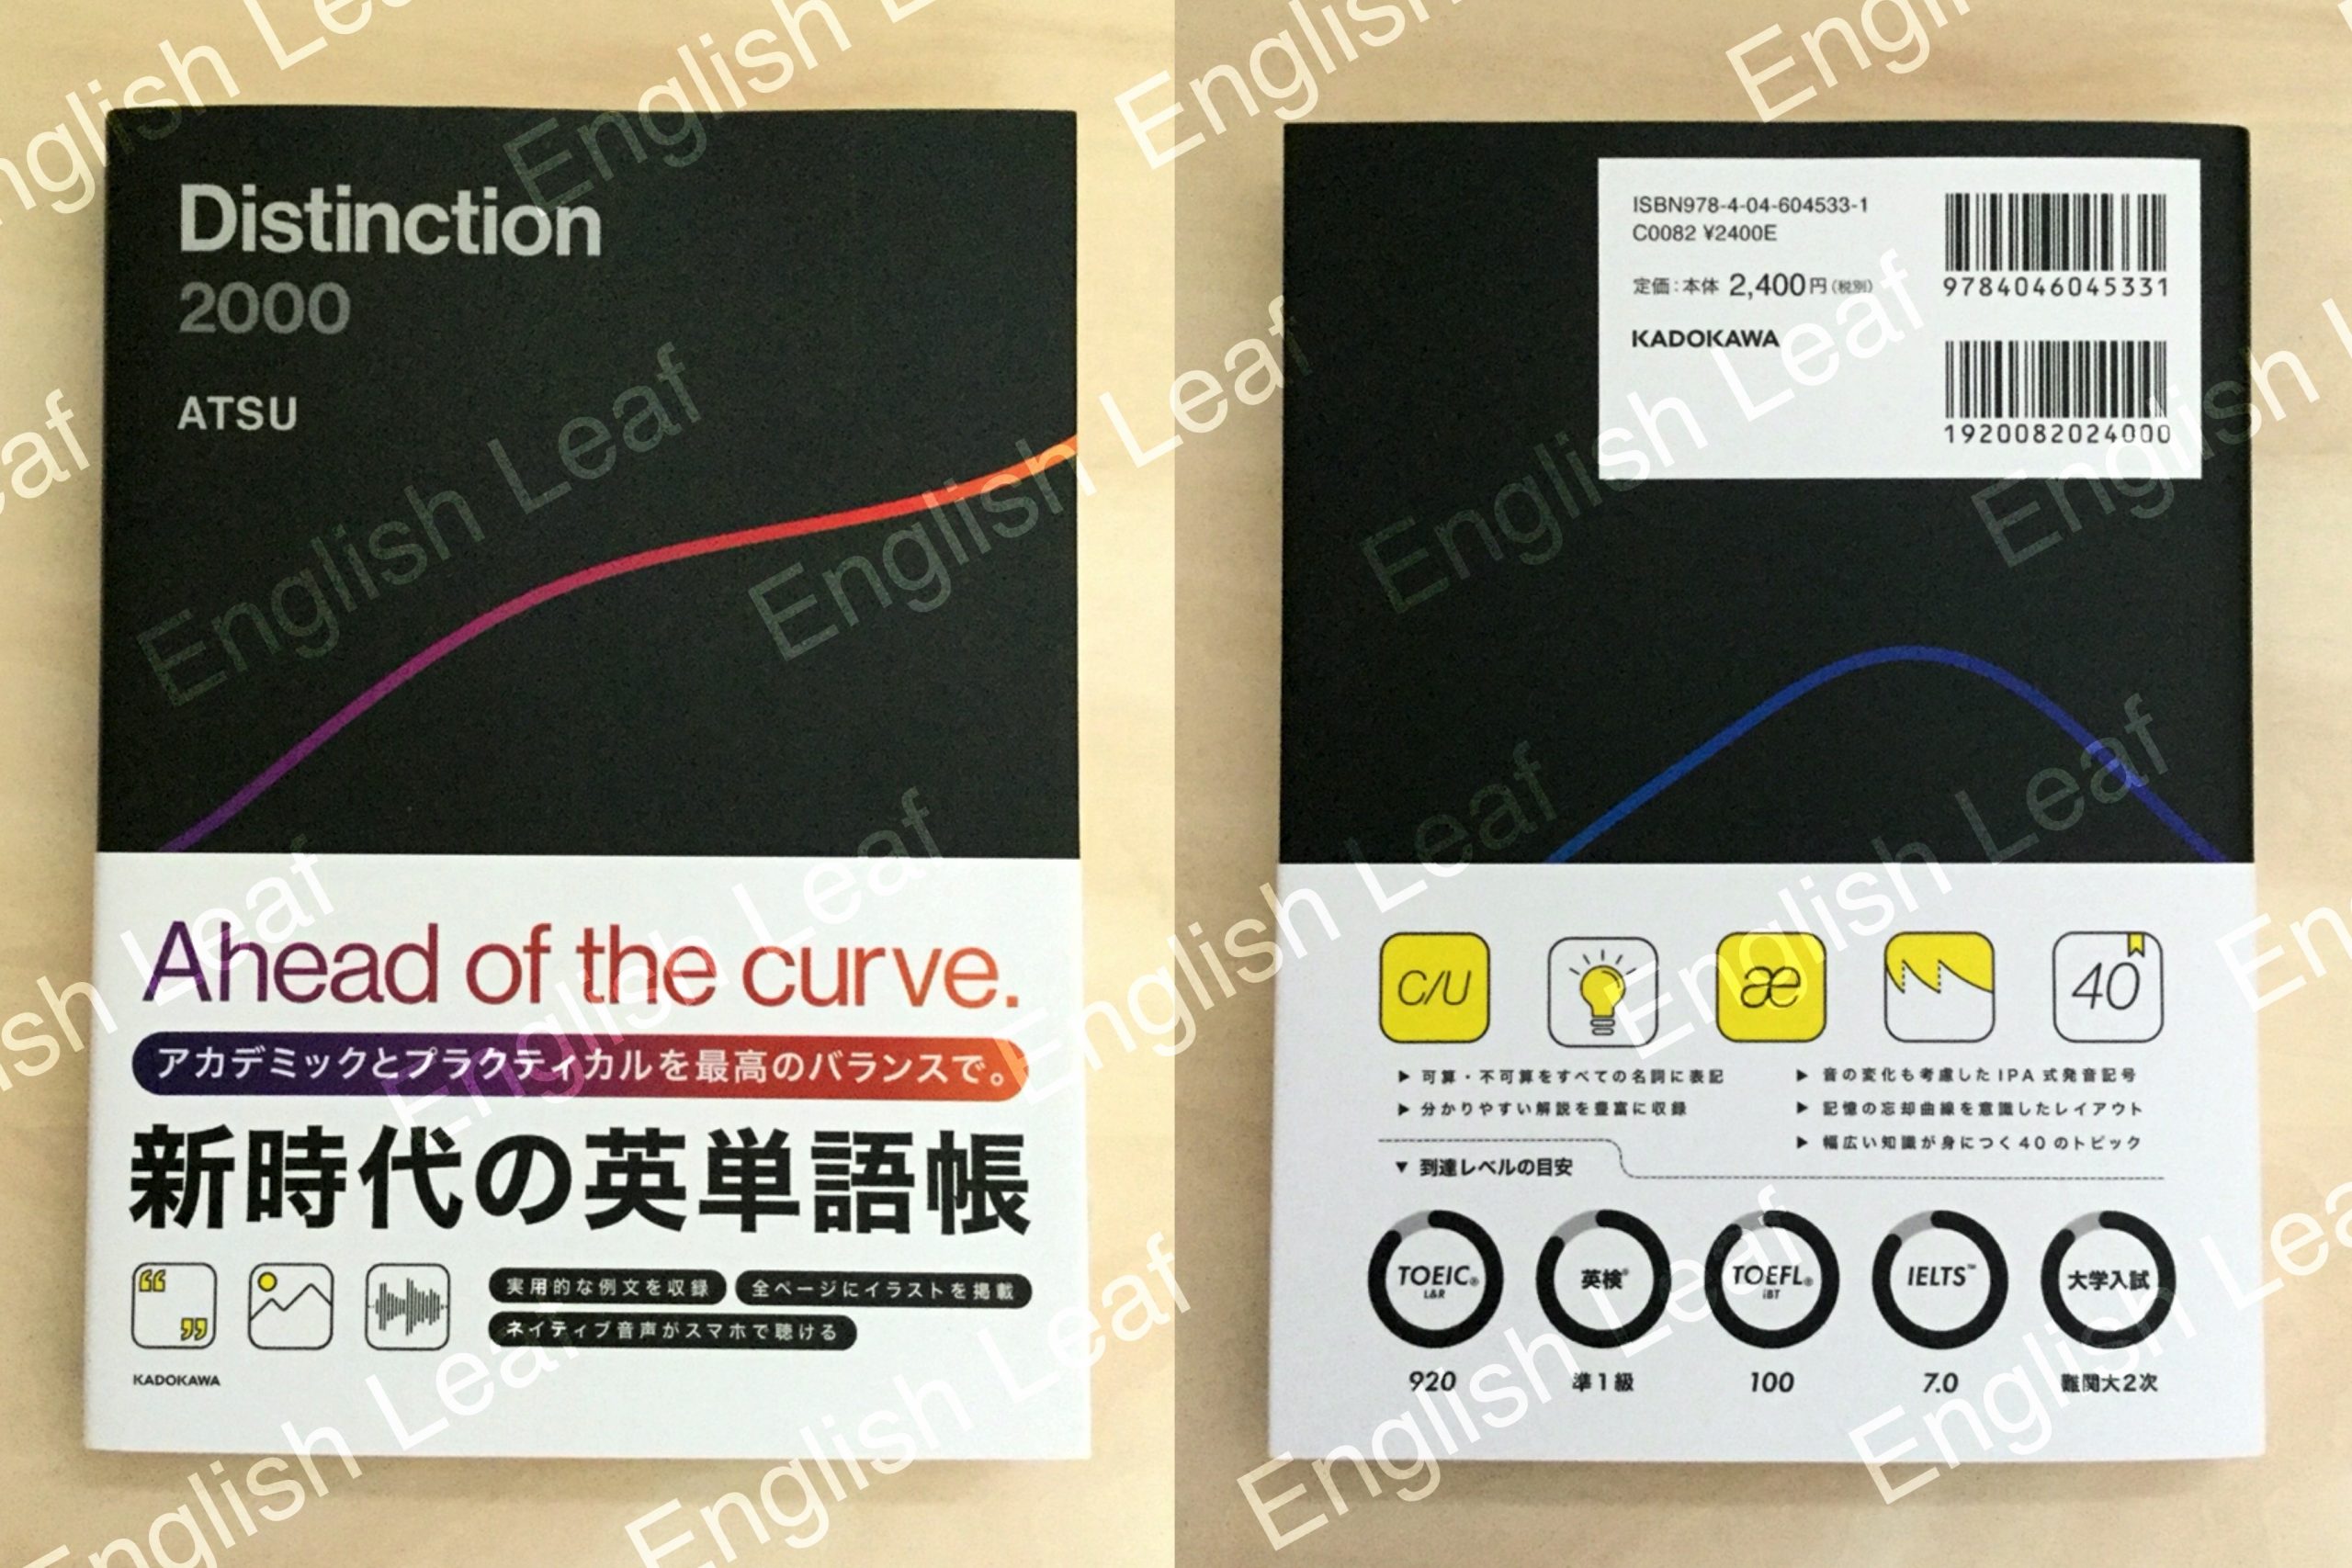 Distinction
2000
ATSU
Ahead of the curve.
アカデミックとプラクティカルを最高のバランスで。
新時代の英単語帳
実用的な例文を収録
全ページにイラストを掲載
ネイティブ音声がスマホで聴ける
KADOKAWA
ISBN978-4-04-604533-1
C0082 ¥2400E
定価:本体 2,400円(税別)
KADOKAWA
9784046045331
1920082024000
C/U
æ
40
▶ 可算・不可算をすべての名詞に表記
▶ 分かりやすい解説を豊富に収録
▶ 音の変化も考慮したIPA式発音記号
▶ 記憶の忘却曲線を意識したレイアウト
▶ 幅広い知識が身につく40のトピック
▼ 到達レベルの目安
TOEIC® L&R
920
英検®
準1級
TOEFL® iBT
100
IELTS™
7.0
大学入試
難関大2次
English Leaf